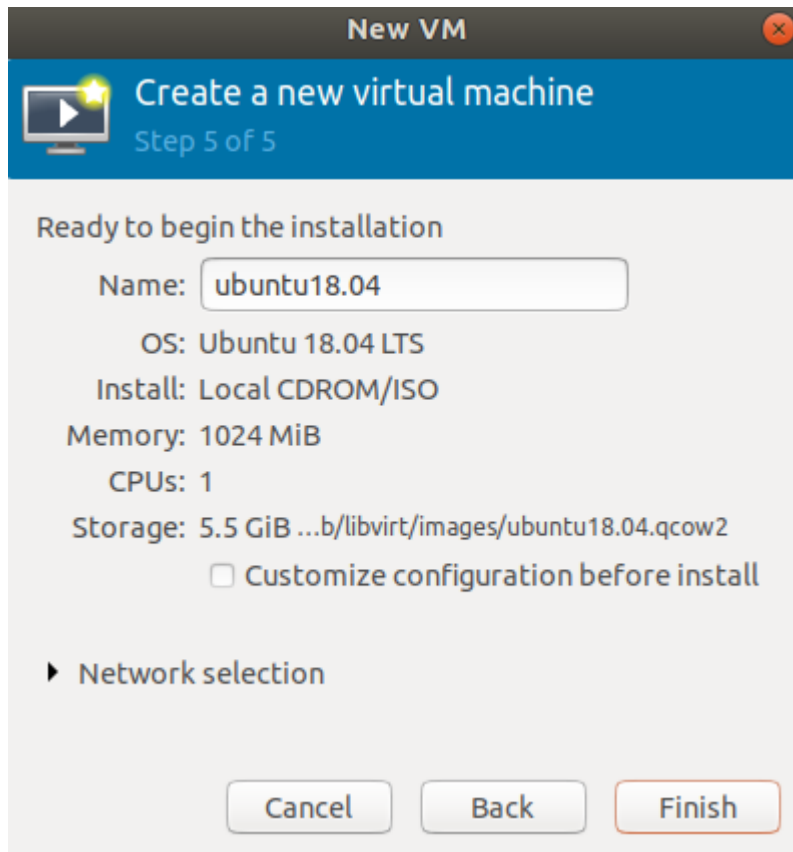 New VM
Create a new virtual machine
Step 5 of 5
Ready to begin the installation
Name: ubuntu18.04
OS: Ubuntu 18.04 LTS
Install: Local CDROM/ISO
Memory: 1024 MiB
CPUs: 1
Storage: 5.5 GiB ...b/libvirt/images/ubuntu18.04.qcow2
Customize configuration before install
Network selection
Cancel Back Finish